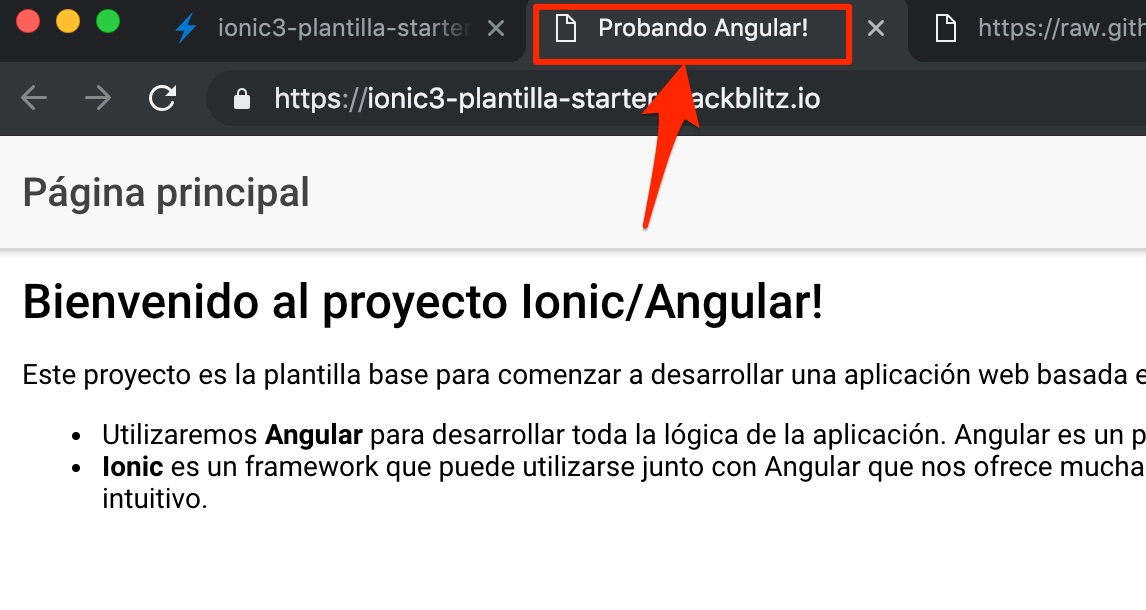 ionic3-plantilla-starter
Probando Angular!
https://raw.gith
https://ionic3-plantilla-starter ackblitz.io
Página principal
Bienvenido al proyecto Ionic/Angular!
Este proyecto es la plantilla base para comenzar a desarrollar una aplicación web basada e
Utilizaremos Angular para desarrollar toda la lógica de la aplicación. Angular es un p
Ionic es un framework que puede utilizarse junto con Angular que nos ofrece mucha
intuitivo.